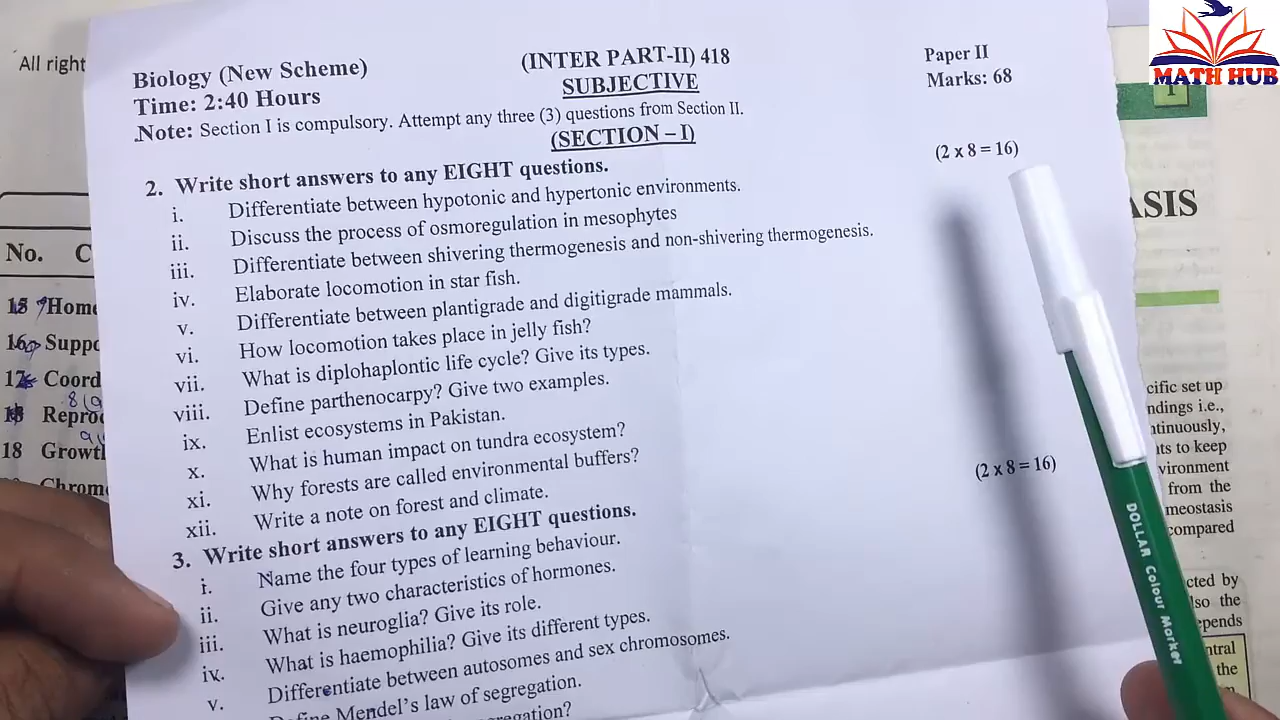 All right
Biology (New Scheme)
(INTER PART-II) 418
Paper II
Time: 2:40 Hours
SUBJECTIVE
Marks: 68
Note: Section I is compulsory. Attempt any three (3) questions from Section II.
(SECTION – I)
2. Write short answers to any EIGHT questions.
(2 x 8 = 16)
i. Differentiate between hypotonic and hypertonic environments.
ii. Discuss the process of osmoregulation in mesophytes
iii. Differentiate between shivering thermogenesis and non-shivering thermogenesis.
iv. Elaborate locomotion in star fish.
v. Differentiate between plantigrade and digitigrade mammals.
vi. How locomotion takes place in jelly fish?
vii. What is diplohaplontic life cycle? Give its types.
viii. Define parthenocarpy? Give two examples.
ix. Enlist ecosystems in Pakistan.
x. What is human impact on tundra ecosystem?
xi. Why forests are called environmental buffers?
xii. Write a note on forest and climate.
3. Write short answers to any EIGHT questions.
(2 x 8 = 16)
i. Name the four types of learning behaviour.
ii. Give any two characteristics of hormones.
iii. What is neuroglia? Give its role.
iv. What is haemophilia? Give its different types.
v. Differentiate between autosomes and sex chromosomes.
Define Mendel's law of segregation.
No. C
Home
Suppo
Coord
Repro
18 Growt
Chrom
MATH HUB
1
ASIS
cific set up
ndings i.e.,
ntinuously,
nts to keep
vironment
from the
meostasis
compared
cted by
lso the
epends
ntral
the
DOLLAR Colour Marker